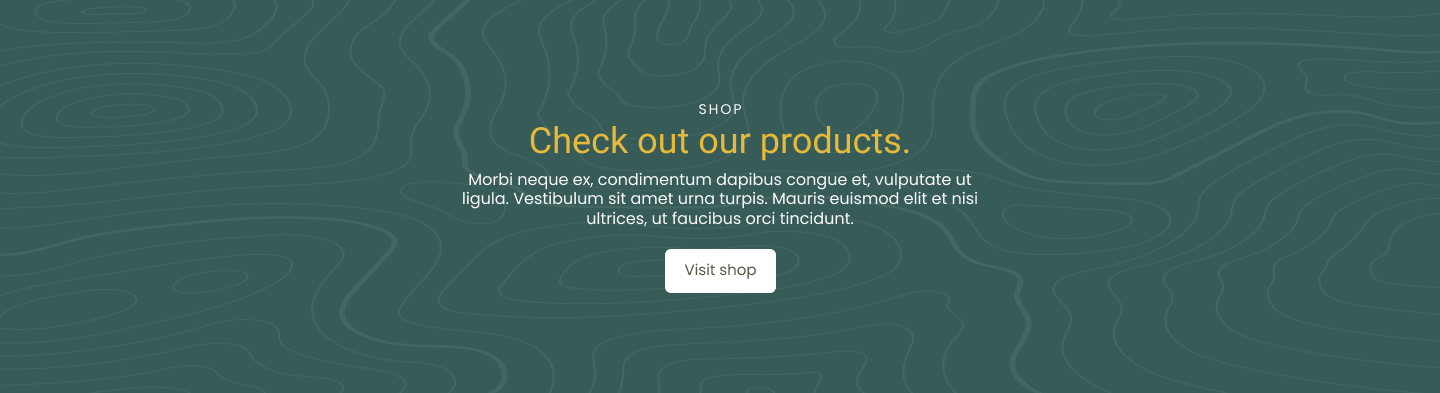 SHOP
Check out our products.
Morbi neque ex, condimentum dapibus congue et, vulputate ut
ligula. Vestibulum sit amet urna turpis. Mauris euismod elit et nisi
ultrices, ut faucibus orci tincidunt.
Visit shop